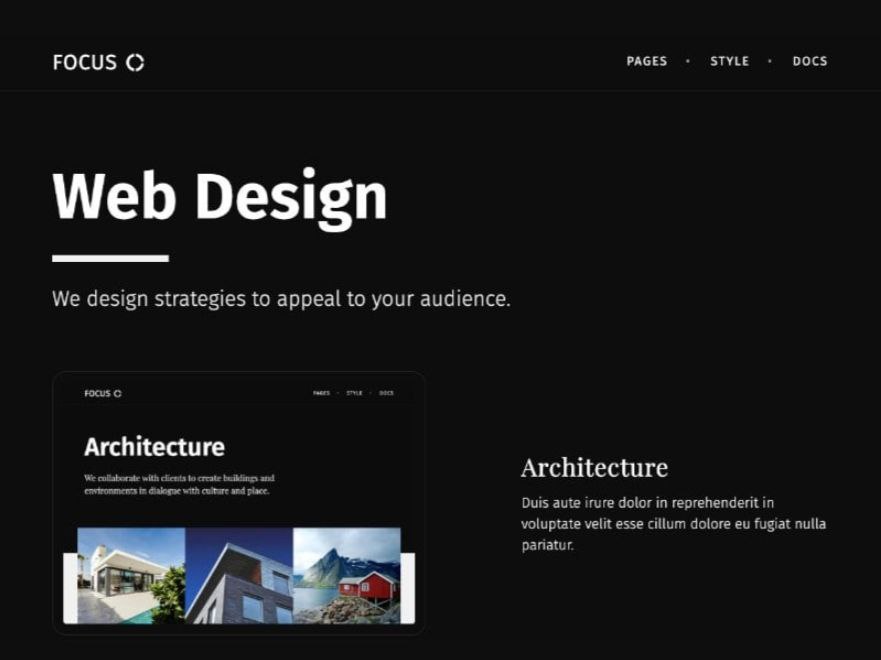 FOCUS
PAGES • STYLE • DOCS
Web Design
We design strategies to appeal to your audience.
FOCUS
PAGES • STYLE • DOCS
Architecture
We collaborate with clients to create buildings and
environments in dialogue with culture and place.
Architecture
Duis aute irure dolor in reprehenderit in
voluptate velit esse cillum dolore eu fugiat nulla
pariatur.